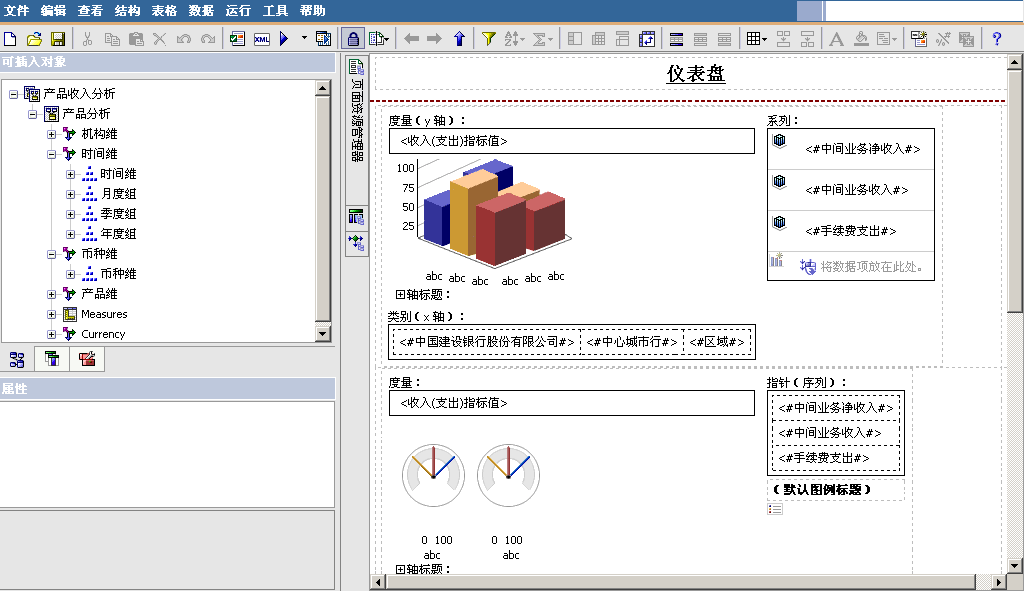 文件 编辑 查看 结构 表格 数据 运行 工具 帮助
XML
可插入对象
产品收入分析
产品分析
机构维
时间维
时间维
月度组
季度组
年度组
币种维
币种维
产品维
Measures
Currency
属性
页面资源管理器
仪表盘
度量(y轴):
<收入(支出)指标值>
100
75
50
25
abc abc abc abc abc abc
轴标题:
类别(x轴):
<#中国建设银行股份有限公司#> <#中心城市行#> <#区域#>
系列:
<#中间业务净收入#>
<#中间业务收入#>
<#手续费支出#>
将数据项放在此处。
度量:
<收入(支出)指标值>
0 100 0 100
abc abc
轴标题:
指针(序列):
<#中间业务净收入#>
<#中间业务收入#>
<#手续费支出#>
(默认图例标题)